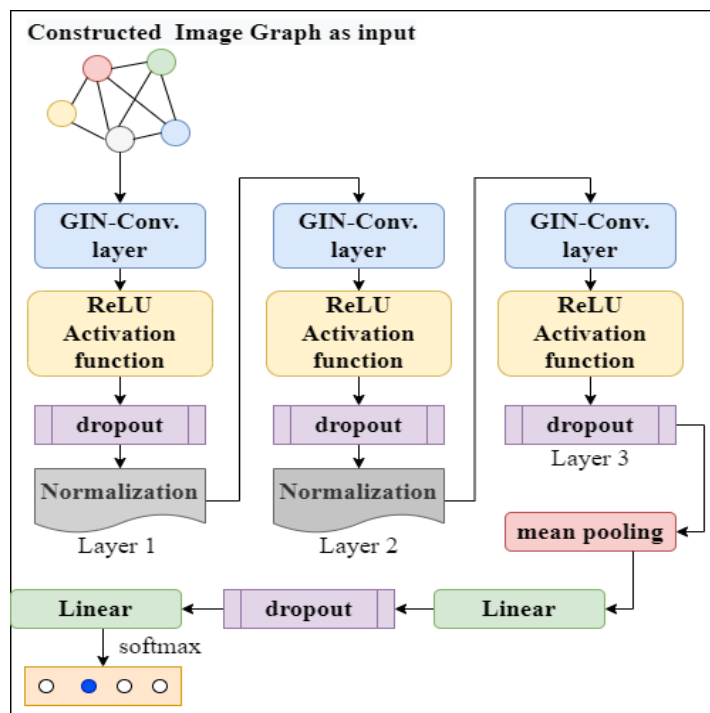 Constructed Image Graph as input
GIN-Conv.
layer
ReLU
Activation
function
dropout
Normalization
Layer 1
GIN-Conv.
layer
ReLU
Activation
function
dropout
Normalization
Layer 2
GIN-Conv.
layer
ReLU
Activation
function
dropout
Layer 3
mean pooling
Linear
dropout
Linear
softmax